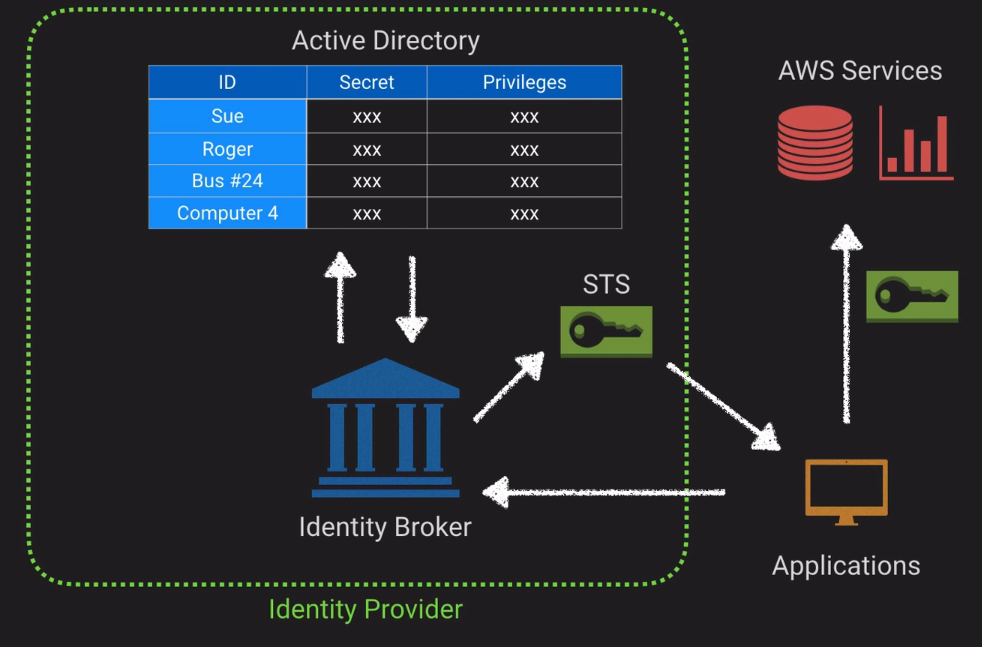 Active Directory
ID Secret Privileges
Sue xxx xxx
Roger xxx xxx
Bus #24 xxx xxx
Computer 4 xxx xxx
AWS Services
STS
Identity Broker
Applications
Identity Provider